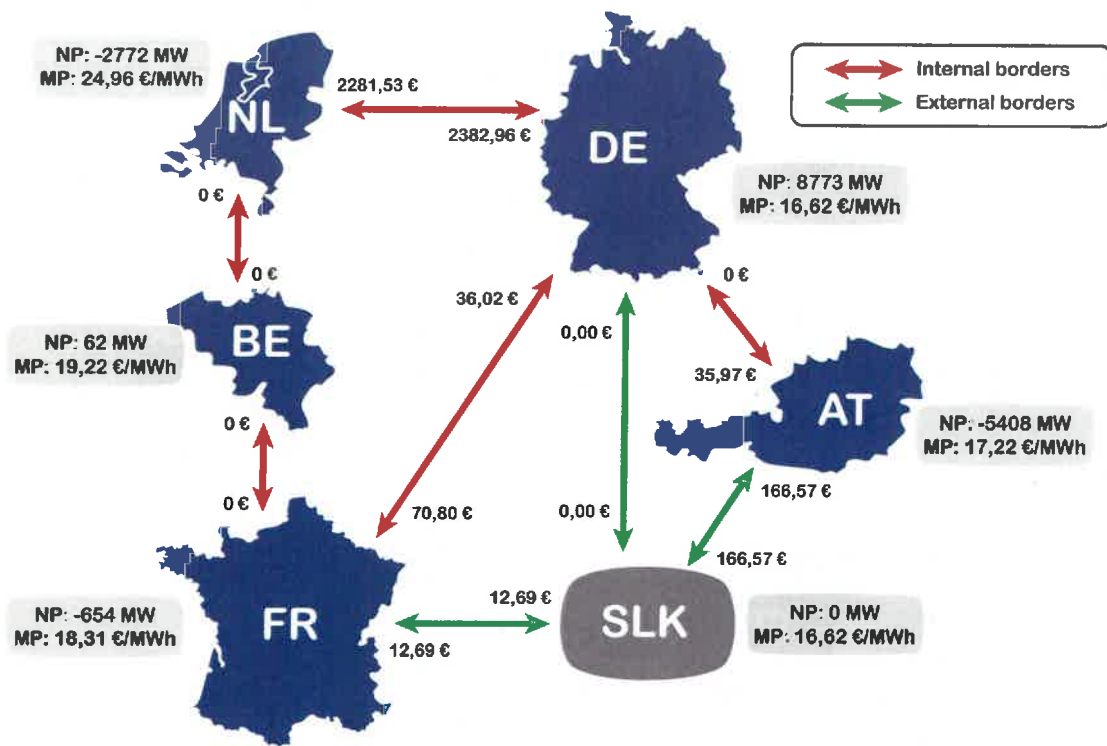 NP: -2772 MW
MP: 24,96 €/MWh
NL
2281,53 €
2382,96 €
DE
Internal borders
External borders
NP: 8773 MW
MP: 16,62 €/MWh
0 €
0 €
36,02 €
0,00 €
0 €
NP: 62 MW
MP: 19,22 €/MWh
BE
35,97 €
AT
NP: -5408 MW
MP: 17,22 €/MWh
0 €
0 €
70,80 €
0,00 €
166,57 €
166,57 €
NP: -654 MW
MP: 18,31 €/MWh
FR
12,69 €
12,69 €
SLK
NP: 0 MW
MP: 16,62 €/MWh